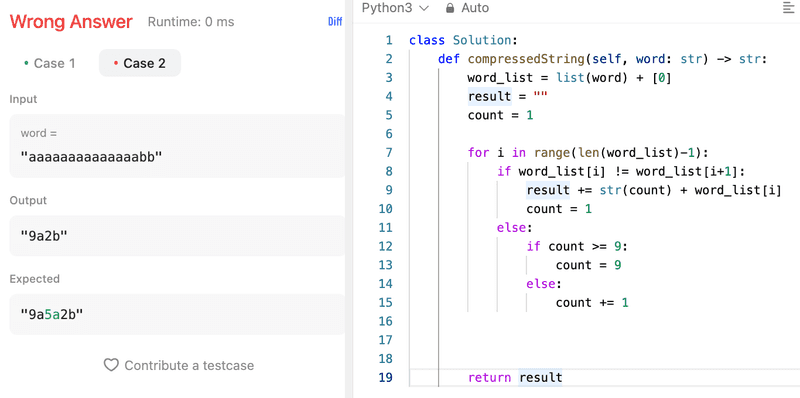 Wrong Answer Runtime: 0 ms Diff
• Case 1 • Case 2
Input
word =
"aaaaaaaaaaaaaabb"
Output
"9a2b"
Expected
"9a5a2b"
Contribute a testcase
Python3 Auto
1 class Solution:
2 def compressedString(self, word: str) -> str:
3 word_list = list(word) + [0]
4 result = ""
5 count = 1
6
7 for i in range(len(word_list)-1):
8 if word_list[i] != word_list[i+1]:
9 result += str(count) + word_list[i]
10 count = 1
11 else:
12 if count >= 9:
13 count = 9
14 else:
15 count += 1
16
17
18
19 return result